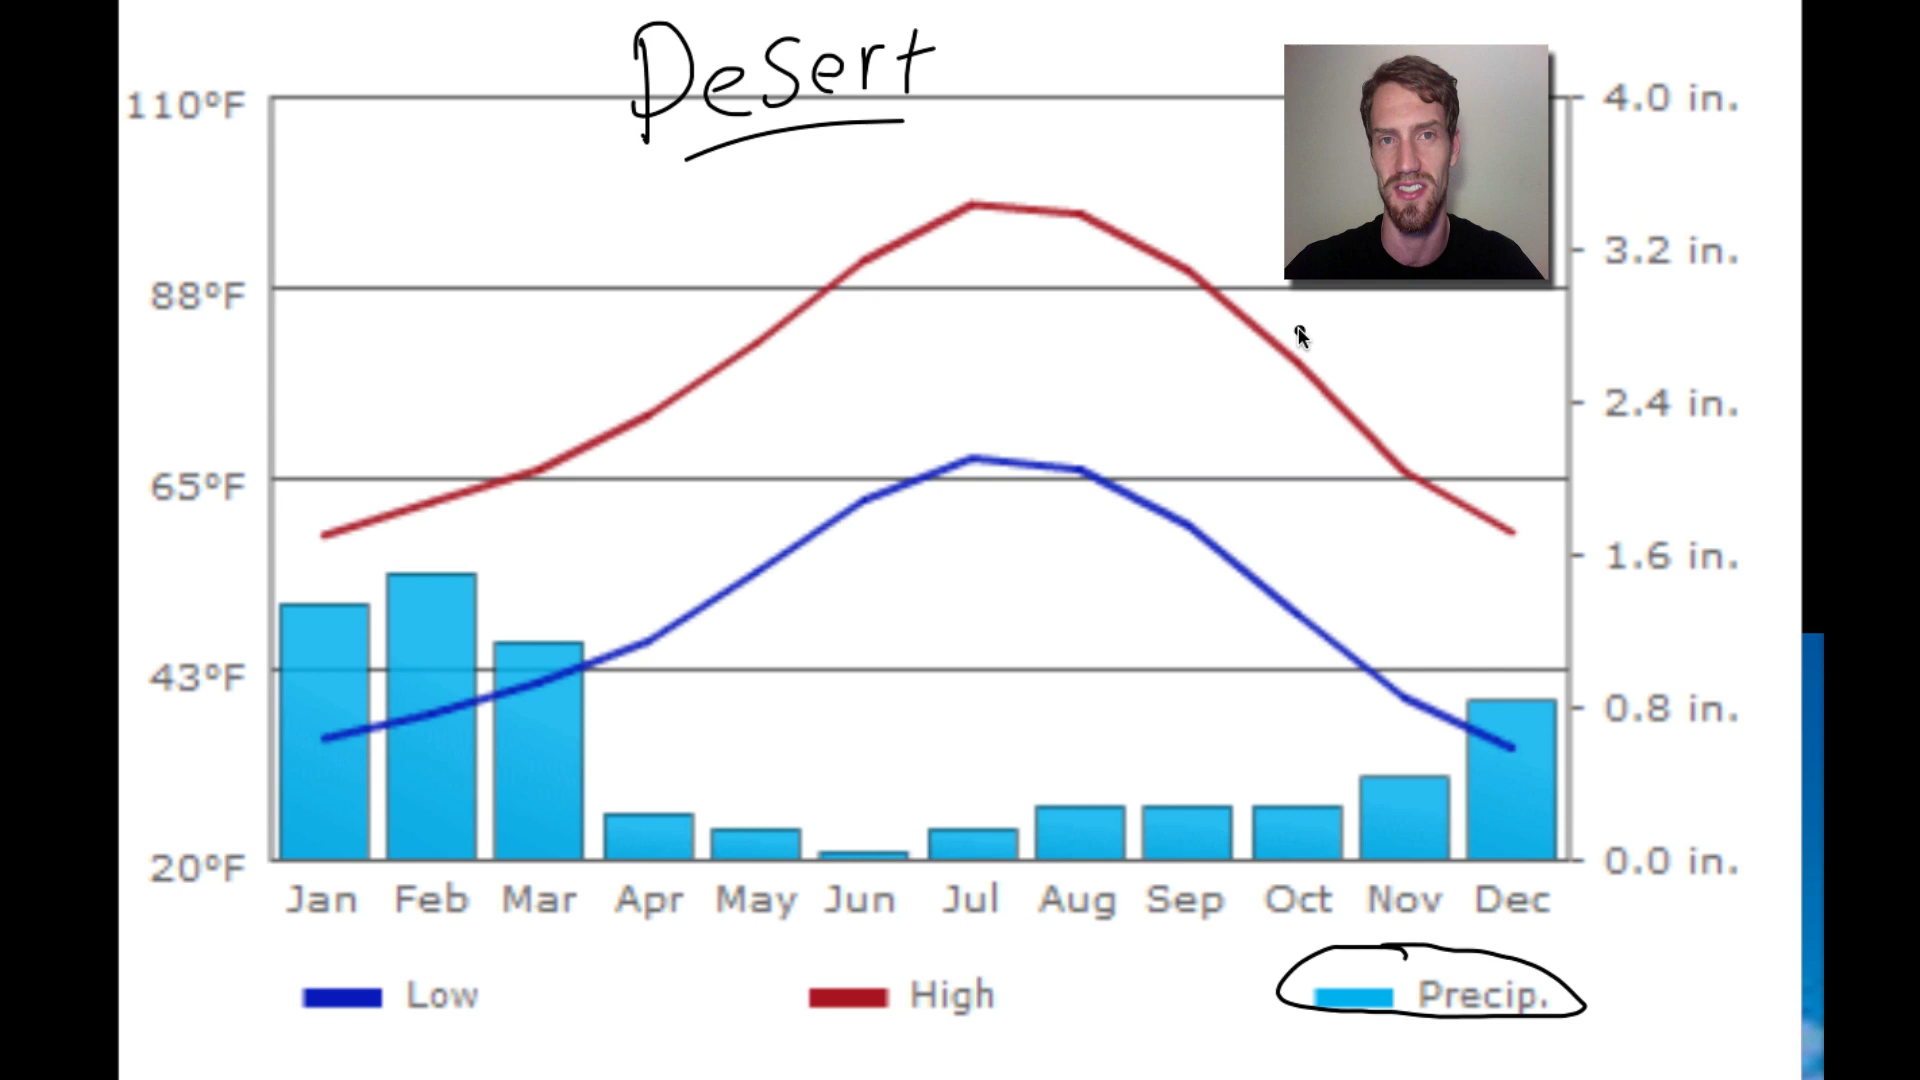 Desert
110°F
88°F
65°F
43°F
20°F
4.0 in.
3.2 in.
2.4 in.
1.6 in.
0.8 in.
0.0 in.
Jan Feb Mar Apr May Jun Jul Aug Sep Oct Nov Dec
Low High Precip.